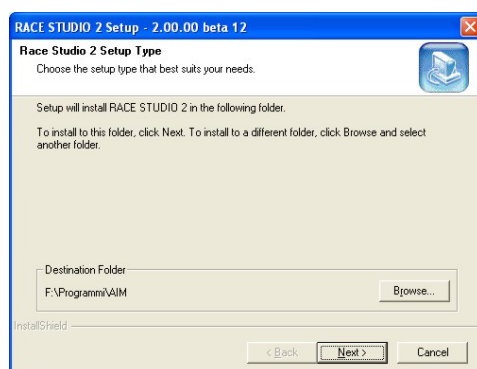 RACE STUDIO 2 Setup - 2.00.00 beta 12
Race Studio 2 Setup Type
Choose the setup type that best suits your needs.
Setup will install RACE STUDIO 2 in the following folder.
To install to this folder, click Next. To install to a different folder, click Browse and select
another folder.
Destination Folder
F:\Programmi\AIM
Browse...
InstallShield
< Back
Next >
Cancel